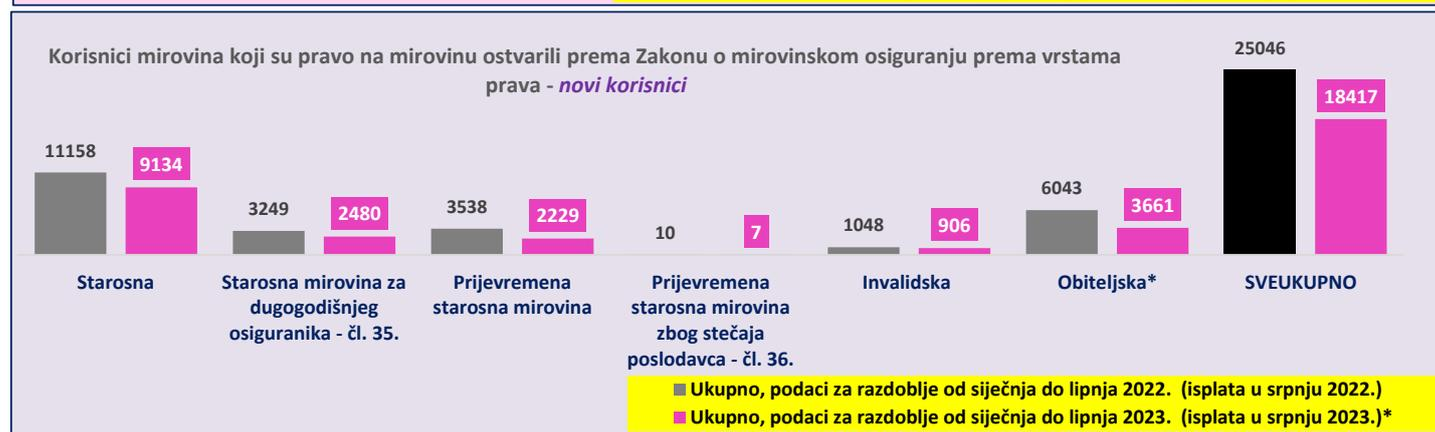 Korisnici mirovina koji su pravo na mirovinu ostvarili prema Zakonu o mirovinskom osiguranju prema vrstama
prava - novi korisnici
11158
9134
3249
2480
3538
2229
10
7
1048
906
6043
3661
25046
18417
Starosna
Starosna mirovina za
dugogodišnjeg
osiguranika - čl. 35.
Prijevremena
starosna mirovina
Prijevremena
starosna mirovina
zbog stečaja
poslodavca - čl. 36.
Invalidska
Obiteljska*
SVEUKUPNO
Ukupno, podaci za razdoblje od siječnja do lipnja 2022. (isplata u srpnju 2022.)
Ukupno, podaci za razdoblje od siječnja do lipnja 2023. (isplata u srpnju 2023.)*